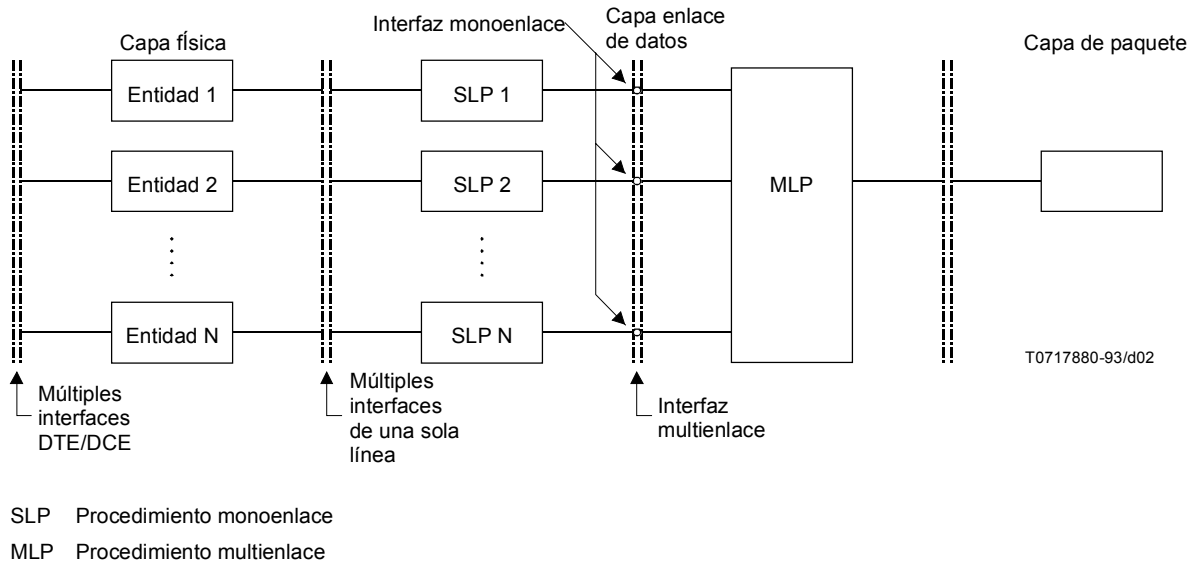 Interfaz monoenlace
Capa enlace
de datos
Capa física
Capa de paquete
Entidad 1
SLP 1
Entidad 2
SLP 2
MLP
Entidad N
SLP N
T0717880-93/d02
Múltiples
interfaces
DTE/DCE
Múltiples
interfaces
de una sola
línea
Interfaz
multienlace
SLP Procedimiento monoenlace
MLP Procedimiento multienlace